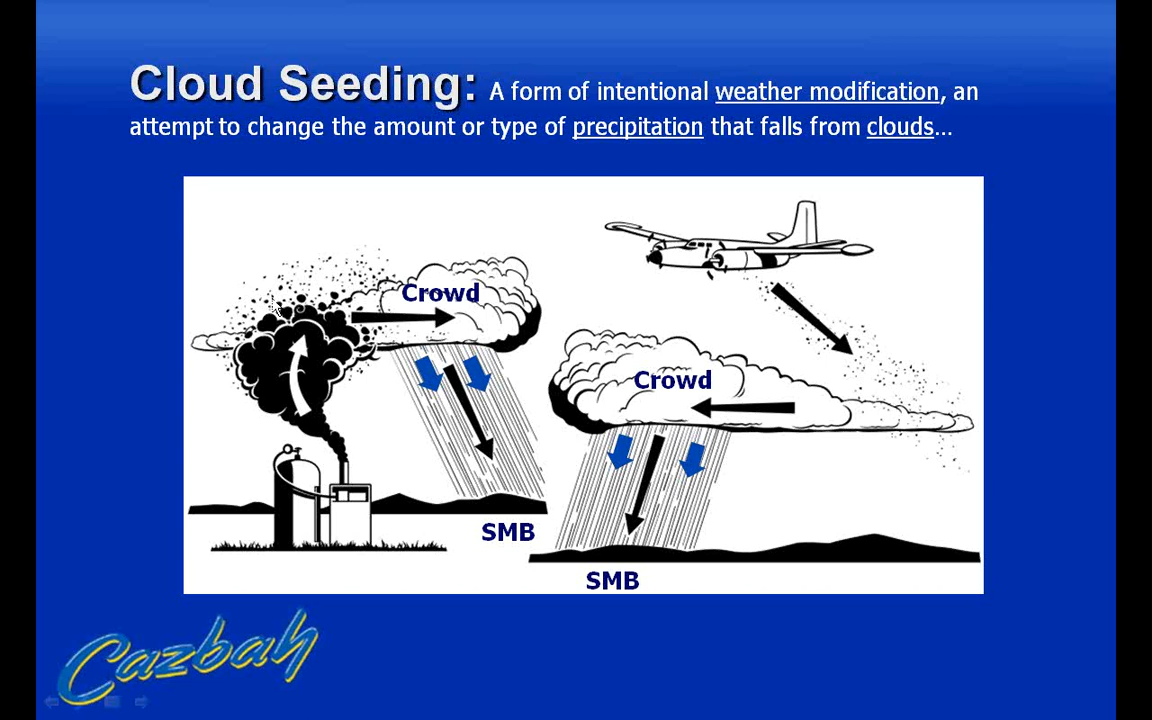 Cloud Seeding: A form of intentional weather modification, an
attempt to change the amount or type of precipitation that falls from clouds...
Crowd
Crowd
SMB
SMB
Cazbah